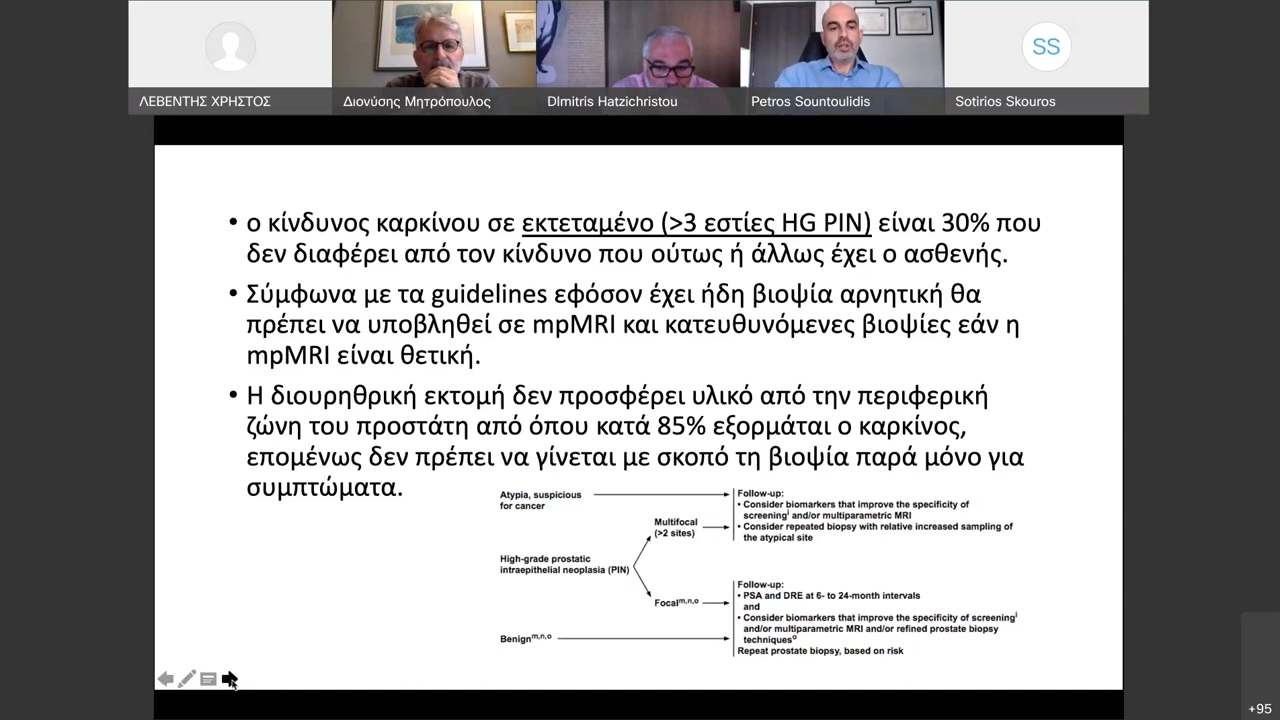 ΛΕΒΕΝΤΗΣ ΧΡΗΣΤΟΣ
Διονύσης Μητρόπουλος
DImitris Hatzichristou
Petros Sountoulidis
SS
Sotirios Skouros
• ο κίνδυνος καρκίνου σε εκτεταμένο (>3 εστίες HG PIN) είναι 30% που
δεν διαφέρει από τον κίνδυνο που ούτως ή άλλως έχει ο ασθενής.
• Σύμφωνα με τα guidelines εφόσον έχει ήδη βιοψία αρνητική θα
πρέπει να υποβληθεί σε mpMRI και κατευθυνόμενες βιοψίες εάν η
mpMRI είναι θετική.
• Η διουρηθρική εκτομή δεν προσφέρει υλικό από την περιφερική
ζώνη του προστάτη από όπου κατά 85% εξορμάται ο καρκίνος,
επομένως δεν πρέπει να γίνεται με σκοπό τη βιοψία παρά μόνο για
συμπτώματα.
Atypia, suspicious
for cancer
Follow-up:
• Consider biomarkers that improve the specificity of
screeningi and/or multiparametric MRI
• Consider repeated biopsy with relative increased sampling of
the atypical site
Multifocal
(>2 sites)
High-grade prostatic
intraepithelial neoplasia (PIN)
Focalm,n,o
Follow-up:
• PSA and DRE at 6- to 24-month intervals
and
• Consider biomarkers that improve the specificity of screeningi
and/or multiparametric MRI and/or refined prostate biopsy
techniqueso
Repeat prostate biopsy, based on risk
Benignm,n,o
+95